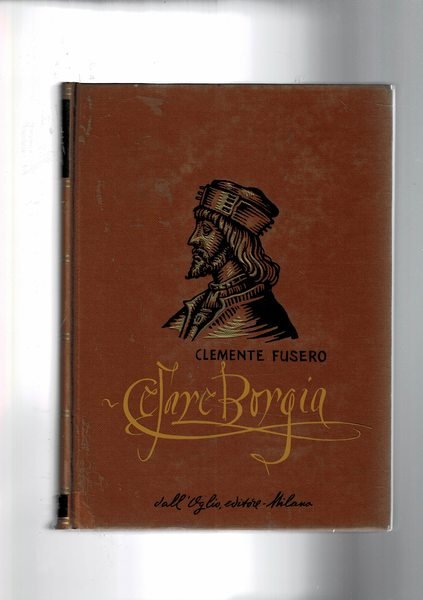 CLEMENTE FUSERO
Cesare Borgia
dall'Oglio, editore - Milano